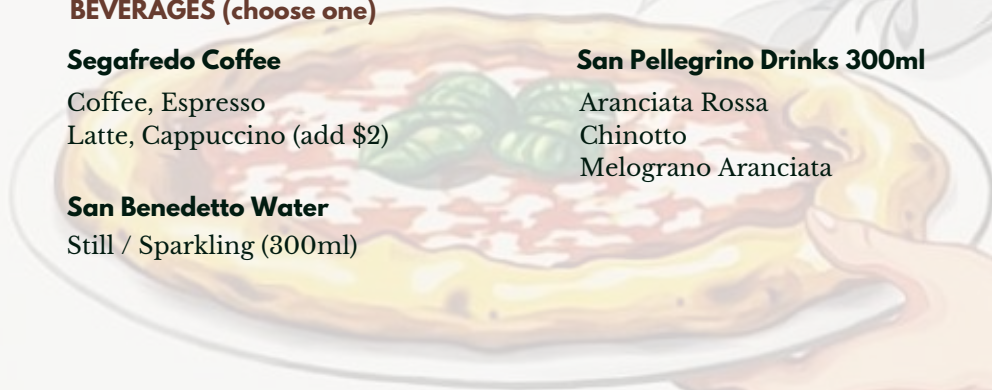 BEVERAGES (choose one)
Segafredo Coffee
Coffee, Espresso
Latte, Cappuccino (add $2)
San Benedetto Water
Still / Sparkling (300ml)
San Pellegrino Drinks 300ml
Aranciata Rossa
Chinotto
Melograno Aranciata